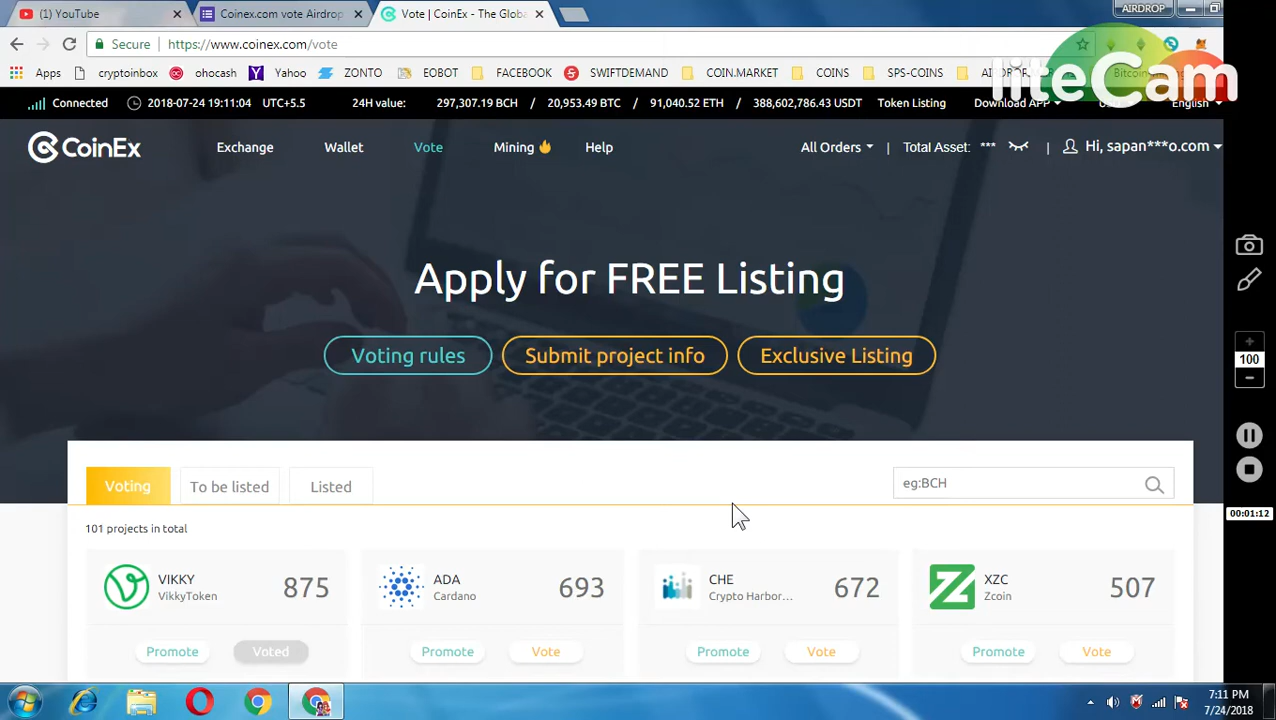 (1) YouTube
Coinex.com vote Airdrop
Vote | CoinEx - The Globa
AIRDROP
Secure
https://www.coinex.com/vote
Apps
cryptoinbox
ohocash
Yahoo
ZONTO
EOBOT
FACEBOOK
SWIFTDEMAND
COIN.MARKET
COINS
SPS-COINS
liteCam
Connected
2018-07-24 19:11:04 UTC+5.5
24H value: 297,307.19 BCH / 20,953.49 BTC / 91,040.52 ETH / 388,602,786.43 USDT
Token Listing
Download APP
English
CoinEx
Exchange
Wallet
Vote
Mining
Help
All Orders
Total Asset: ***
Hi, sapan***o.com
Apply for FREE Listing
Voting rules
Submit project info
Exclusive Listing
100
Voting
To be listed
Listed
eg:BCH
00:01:12
101 projects in total
VIKKY
VikkyToken
875
ADA
Cardano
693
CHE
Crypto Harbor...
672
XZC
Zcoin
507
Promote
Voted
Promote
Vote
Promote
Vote
Promote
Vote
7:11 PM
7/24/2018